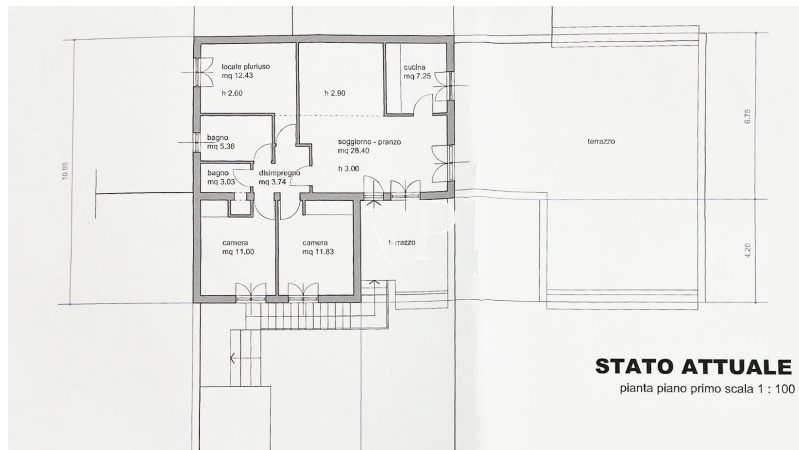 locale pluriuso
mq 12.43
h 2.60
h 2.90
cucina
mq 7.25
bagno
mq 5.36
soggiorno - pranzo
mq 28.40
h 3.00
bagno
mq 3.03
disimpregno
mq 3.74
camera
mq 11.00
camera
mq 11.83
terrazzo
terrazzo
10.95
6.75
4.20
STATO ATTUALE
pianta piano primo scala 1 : 100